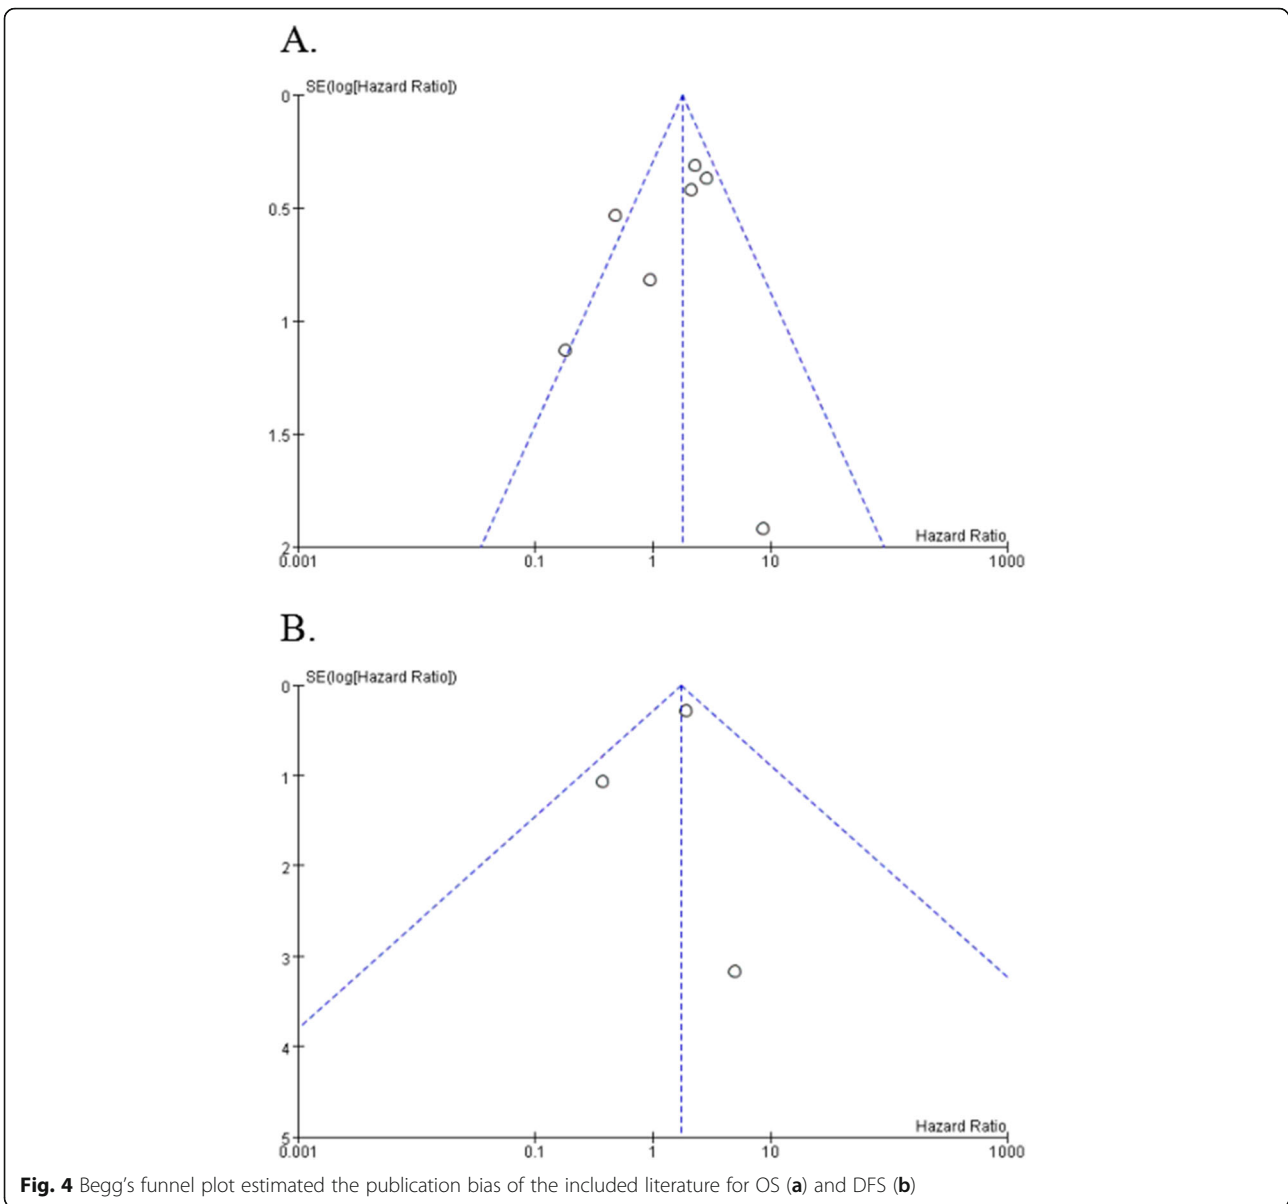 A.
SE(log[Hazard Ratio])
0
0.5
1
1.5
2
Hazard Ratio
0.001 0.1 1 10 1000
B.
SE(log[Hazard Ratio])
0
1
2
3
4
5
Hazard Ratio
0.001 0.1 1 10 1000
Fig. 4 Begg's funnel plot estimated the publication bias of the included literature for OS (a) and DFS (b)